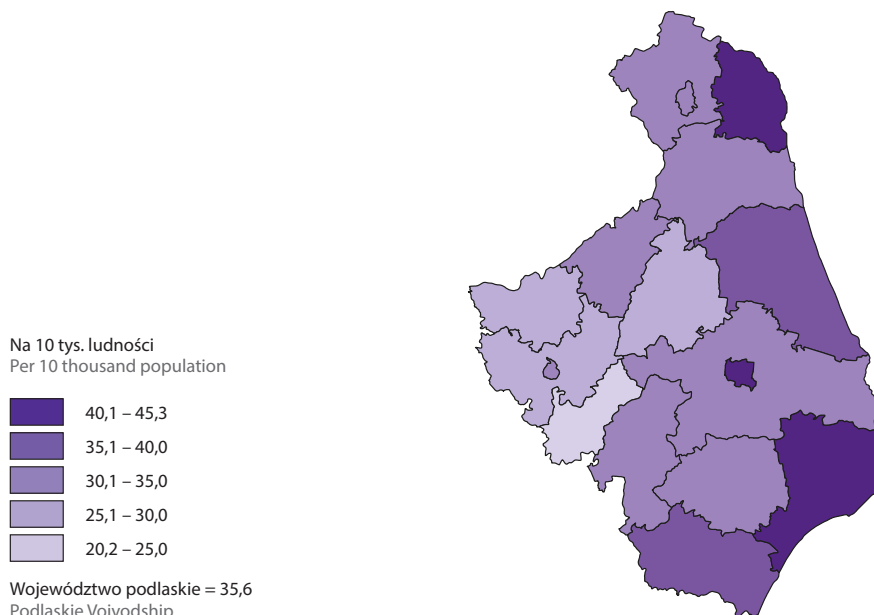 Na 10 tys. ludności
Per 10 thousand population
40,1 – 45,3
35,1 – 40,0
30,1 – 35,0
25,1 – 30,0
20,2 – 25,0
Województwo podlaskie = 35,6
Podlaskie Voivodship